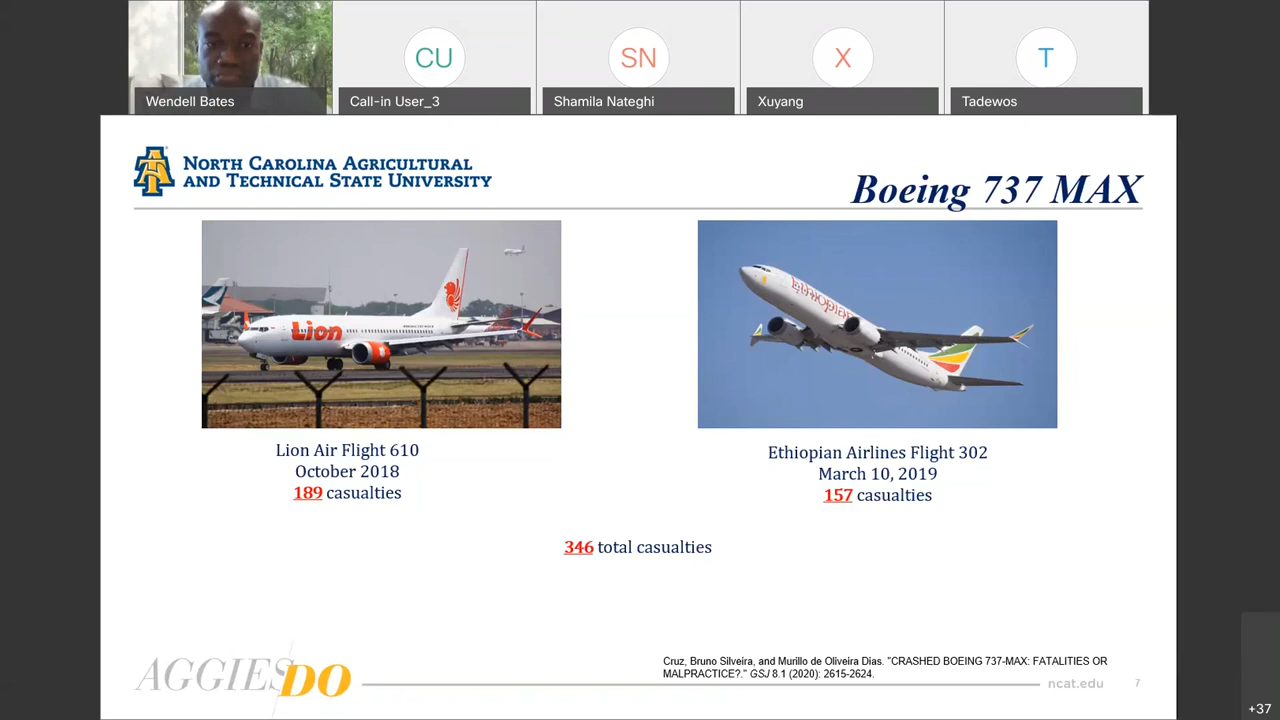 Wendell Bates
CU
Call-in User_3
SN
Shamila Nateghi
X
Xuyang
T
Tadewos
NORTH CAROLINA AGRICULTURAL
AND TECHNICAL STATE UNIVERSITY
Boeing 737 MAX
Lion
ETHIOPIAN
Lion Air Flight 610
October 2018
189 casualties
Ethiopian Airlines Flight 302
March 10, 2019
157 casualties
346 total casualties
AGGIES DO
Cruz, Bruno Silveira, and Murillo de Oliveira Dias. "CRASHED BOEING 737-MAX: FATALITIES OR
MALPRACTICE?." GSJ 8.1 (2020): 2615-2624.
ncat.edu
7
+37